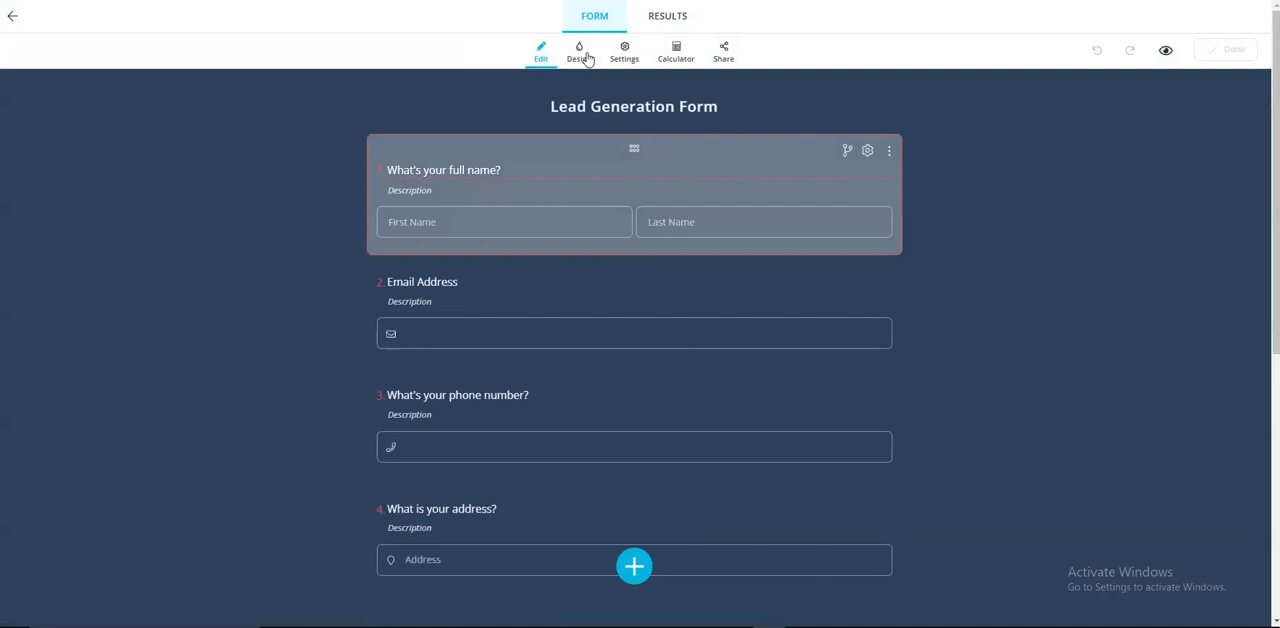 FORM
RESULTS
Edit
Design
Settings
Calculator
Share
Done
Lead Generation Form
What's your full name?
Description
First Name
Last Name
2. Email Address
Description
3. What's your phone number?
Description
4. What is your address?
Description
Address
Activate Windows
Go to Settings to activate Windows.